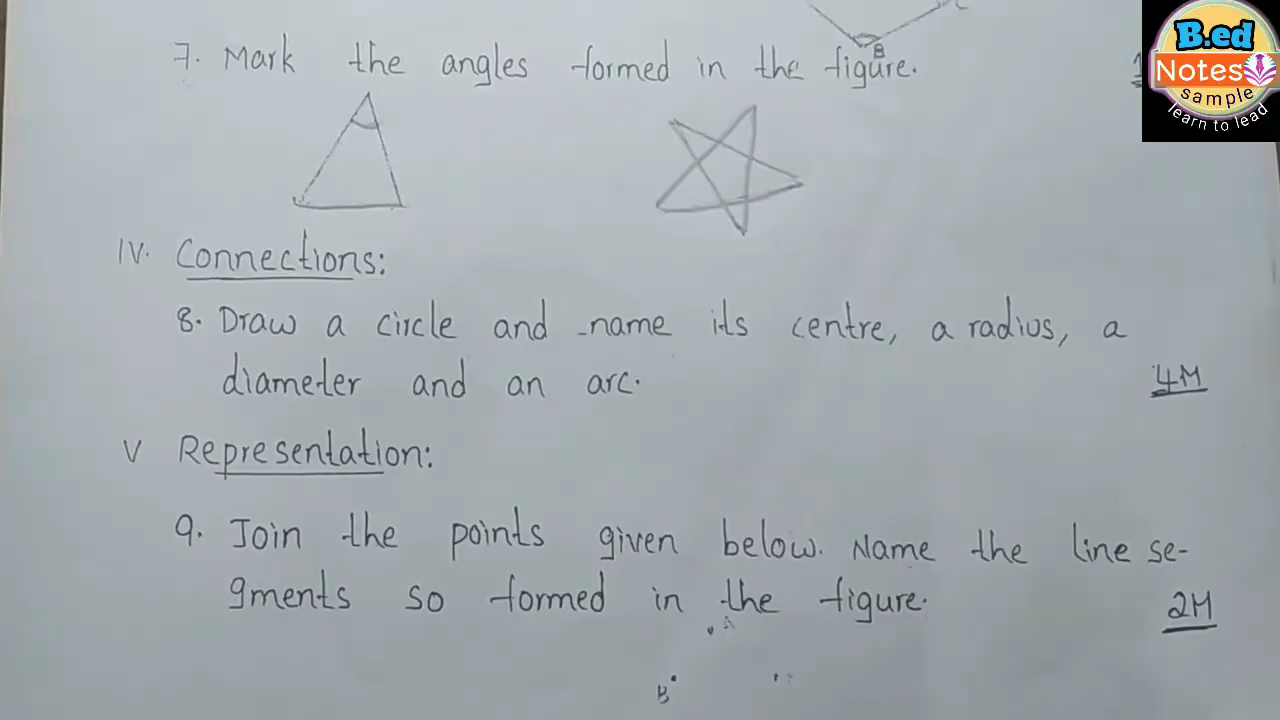 B
7. Mark the angles formed in the figure.
IV. Connections:
8. Draw a circle and name its centre, a radius, a
diameter and an arc.
4M
V Representation:
9. Join the points given below. Name the line se-
gments so formed in the figure.
2M
A
B
B.ed
Notes
sample
learn to lead